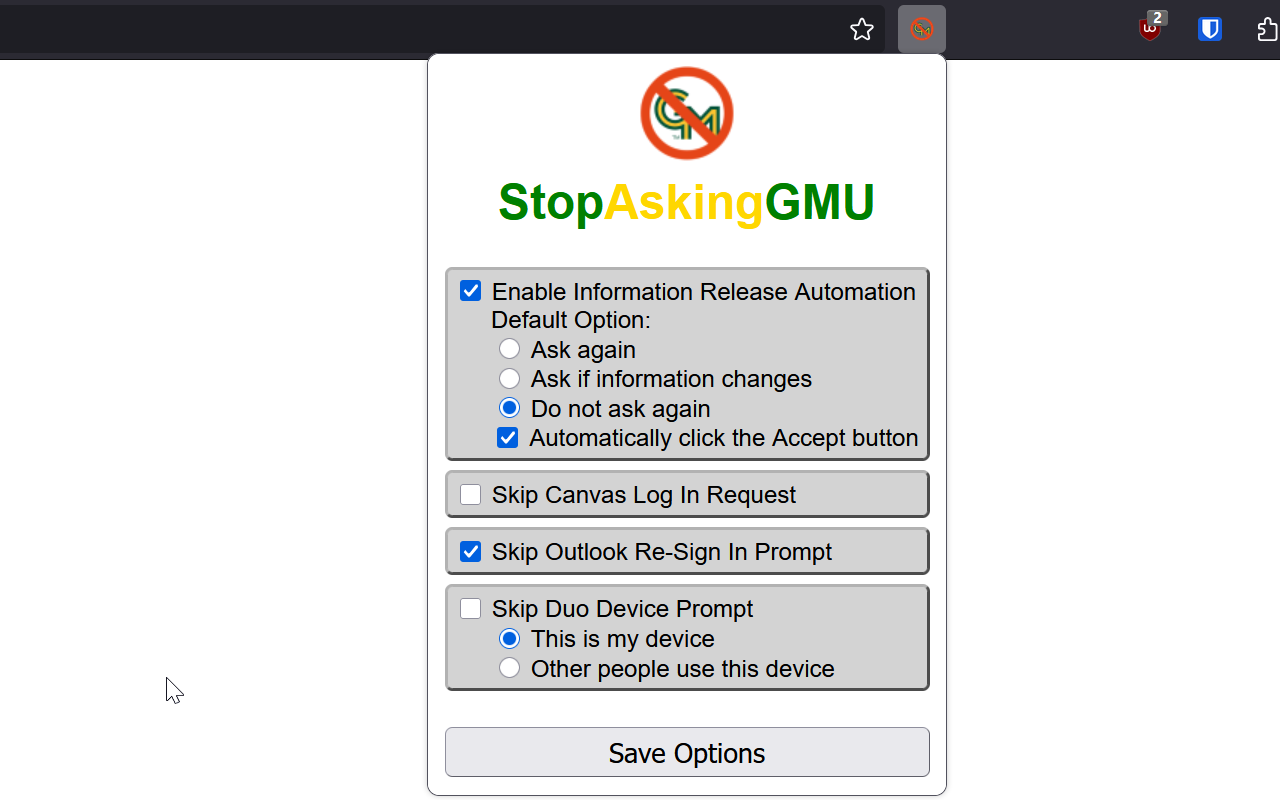 2
GM
StopAskingGMU
Enable Information Release Automation
Default Option:
Ask again
Ask if information changes
Do not ask again
Automatically click the Accept button
Skip Canvas Log In Request
Skip Outlook Re-Sign In Prompt
Skip Duo Device Prompt
This is my device
Other people use this device
Save Options